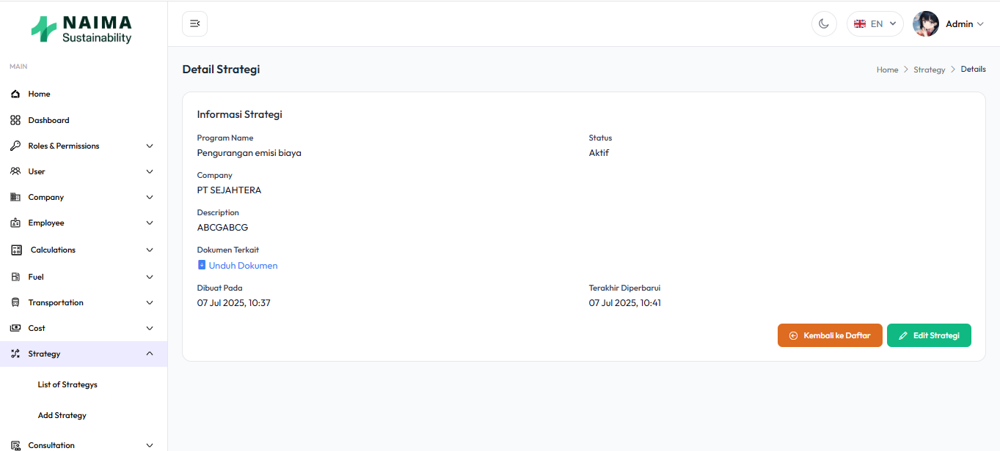 NAIMA
Sustainability
EN
Admin
MAIN
Home
Dashboard
Roles & Permissions
User
Company
Employee
Calculations
Fuel
Transportation
Cost
Strategy
List of Strategys
Add Strategy
Consultation
Detail Strategi
Home > Strategy > Details
Informasi Strategi
Program Name
Pengurangan emisi biaya
Status
Aktif
Company
PT SEJAHTERA
Description
ABCGABCG
Dokumen Terkait
Unduh Dokumen
Dibuat Pada
07 Jul 2025, 10:37
Terakhir Diperbarui
07 Jul 2025, 10:41
Kembali ke Daftar
Edit Strategi